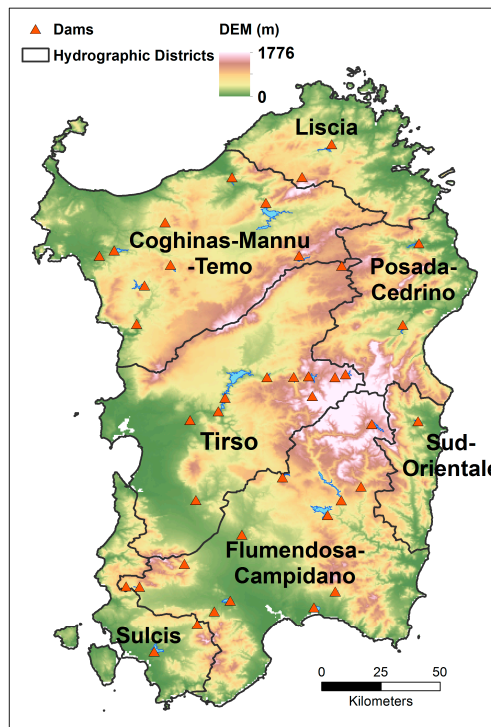 Dams
Hydrographic Districts
DEM (m)
1776
0
Liscia
Coghinas-Mannu
-Temo
Posada-
Cedrino
Tirso
Sud-
Orientale
Flumendosa-
Campidano
Sulcis
0 25 50
Kilometers